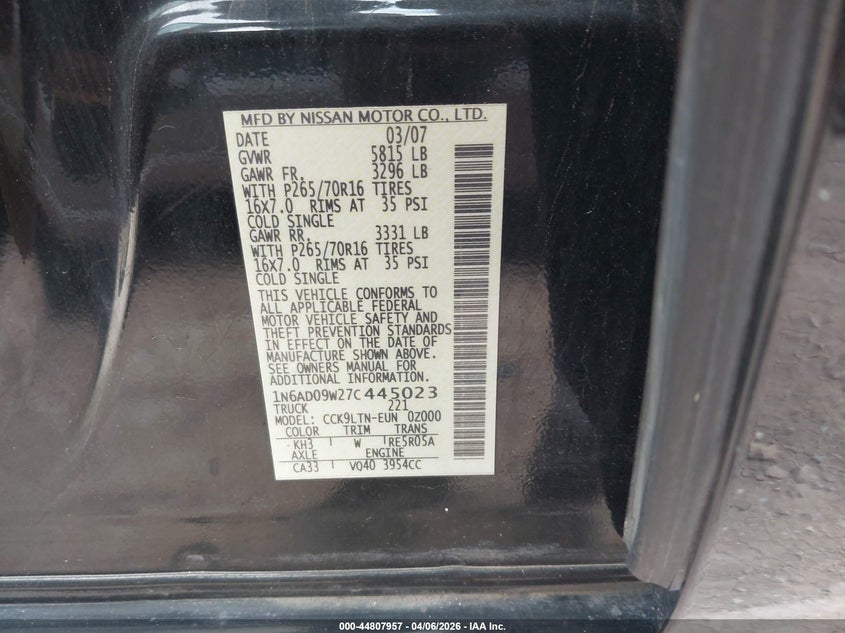 MFD BY NISSAN MOTOR CO., LTD.
DATE 03/07
GVWR 5815 LB
GAWR FR. 3296 LB
WITH P265/70R16 TIRES
16X7.0 RIMS AT 35 PSI
COLD SINGLE
GAWR RR. 3331 LB
WITH P265/70R16 TIRES
16X7.0 RIMS AT 35 PSI
COLD SINGLE
THIS VEHICLE CONFORMS TO
ALL APPLICABLE FEDERAL
MOTOR VEHICLE SAFETY AND
THEFT PREVENTION STANDARDS
IN EFFECT ON THE DATE OF
MANUFACTURE SHOWN ABOVE.
SEE OWNERS MANUAL FOR
ADDITIONAL INFORMATION.
1N6AD09W27C445023
TRUCK 221
MODEL: CCK9LTN-EUN 0Z000
COLOR TRIM TRANS
KH3 W RE5R05A
AXLE ENGINE
CA33 VQ40 3954CC
000-44807957 - 04/06/2026 - IAA Inc.